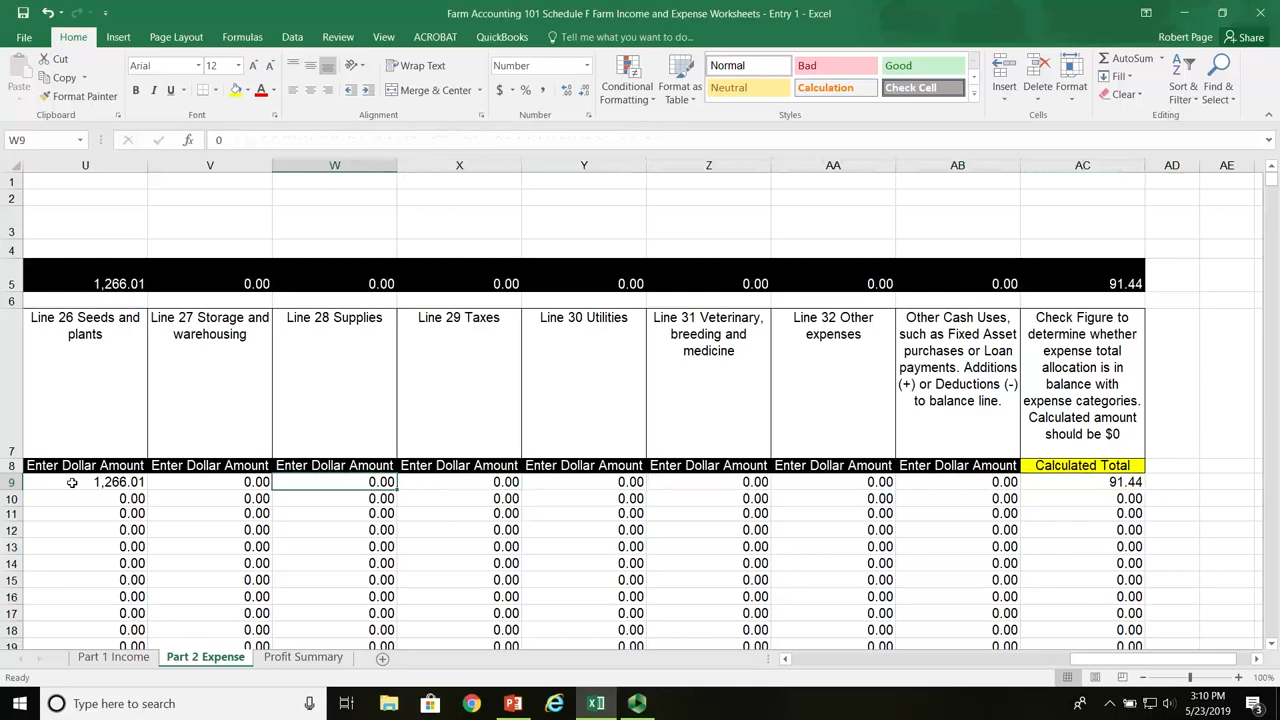 Farm Accounting 101 Schedule F Farm Income and Expense Worksheets - Entry 1 - Excel
File Home Insert Page Layout Formulas Data Review View ACROBAT QuickBooks Tell me what you want to do... Robert Page Share
Paste Cut Copy Format Painter Clipboard
Arial 12 A A B I U A Font
Wrap Text Merge & Center Alignment
Number $ % , Number
Conditional Formatting Format as Table Normal Bad Good Neutral Calculation Check Cell Styles
Insert Delete Format Cells
AutoSum Fill Clear Sort & Filter Find & Select Editing
W9 fx 0
U V W X Y Z AA AB AC AD AE
1
2
3
4
5 1,266.01 0.00 0.00 0.00 0.00 0.00 0.00 0.00 91.44
6
7 Line 26 Seeds and plants
Line 27 Storage and warehousing
Line 28 Supplies
Line 29 Taxes
Line 30 Utilities
Line 31 Veterinary, breeding and medicine
Line 32 Other expenses
Other Cash Uses, such as Fixed Asset purchases or Loan payments. Additions (+) or Deductions (-) to balance line.
Check Figure to determine whether expense total allocation is in balance with expense categories. Calculated amount should be $0
8 Enter Dollar Amount Enter Dollar Amount Enter Dollar Amount Enter Dollar Amount Enter Dollar Amount Enter Dollar Amount Enter Dollar Amount Enter Dollar Amount Calculated Total
9 1,266.01 0.00 0.00 0.00 0.00 0.00 0.00 0.00 91.44
10 0.00 0.00 0.00 0.00 0.00 0.00 0.00 0.00 0.00
11 0.00 0.00 0.00 0.00 0.00 0.00 0.00 0.00 0.00
12 0.00 0.00 0.00 0.00 0.00 0.00 0.00 0.00 0.00
13 0.00 0.00 0.00 0.00 0.00 0.00 0.00 0.00 0.00
14 0.00 0.00 0.00 0.00 0.00 0.00 0.00 0.00 0.00
15 0.00 0.00 0.00 0.00 0.00 0.00 0.00 0.00 0.00
16 0.00 0.00 0.00 0.00 0.00 0.00 0.00 0.00 0.00
17 0.00 0.00 0.00 0.00 0.00 0.00 0.00 0.00 0.00
18 0.00 0.00 0.00 0.00 0.00 0.00 0.00 0.00 0.00
19 0.00 0.00 0.00 0.00 0.00 0.00 0.00 0.00 0.00
Part 1 Income Part 2 Expense Profit Summary
Ready 100%
Type here to search
3:10 PM
5/23/2019
3